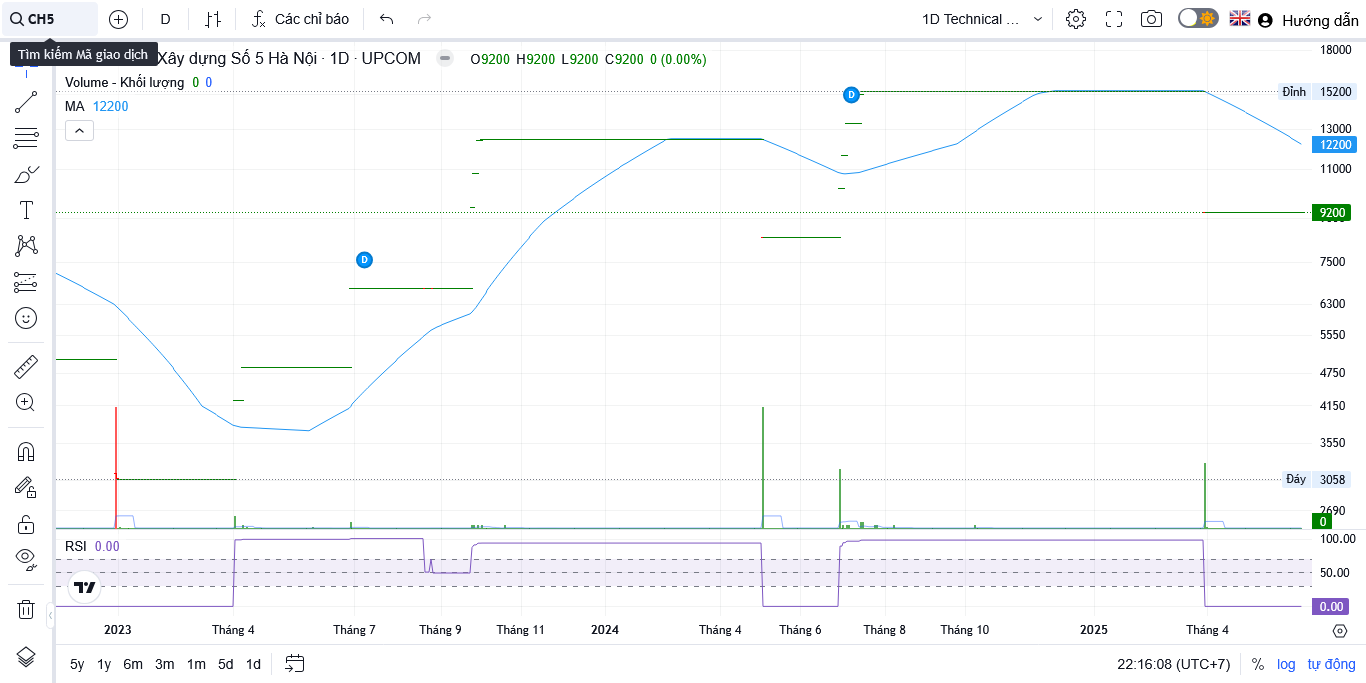 CH5
D
Các chỉ báo
1D Technical ...
Hướng dẫn
Tìm kiếm Mã giao dịch
Xây dựng Số 5 Hà Nội · 1D · UPCOM
O9200 H9200 L9200 C9200 0 (0.00%)
Volume - Khối lượng 0 0
MA 12200
D
D
18000
Đỉnh 15200
13000
12200
11000
9200
7500
6300
5550
4750
4150
3550
Đáy 3058
2690
0
RSI 0.00
100.00
50.00
0.00
2023 Tháng 4 Tháng 7 Tháng 9 Tháng 11 2024 Tháng 4 Tháng 6 Tháng 8 Tháng 10 2025 Tháng 4
5y 1y 6m 3m 1m 5d 1d
22:16:08 (UTC+7) % log tự động